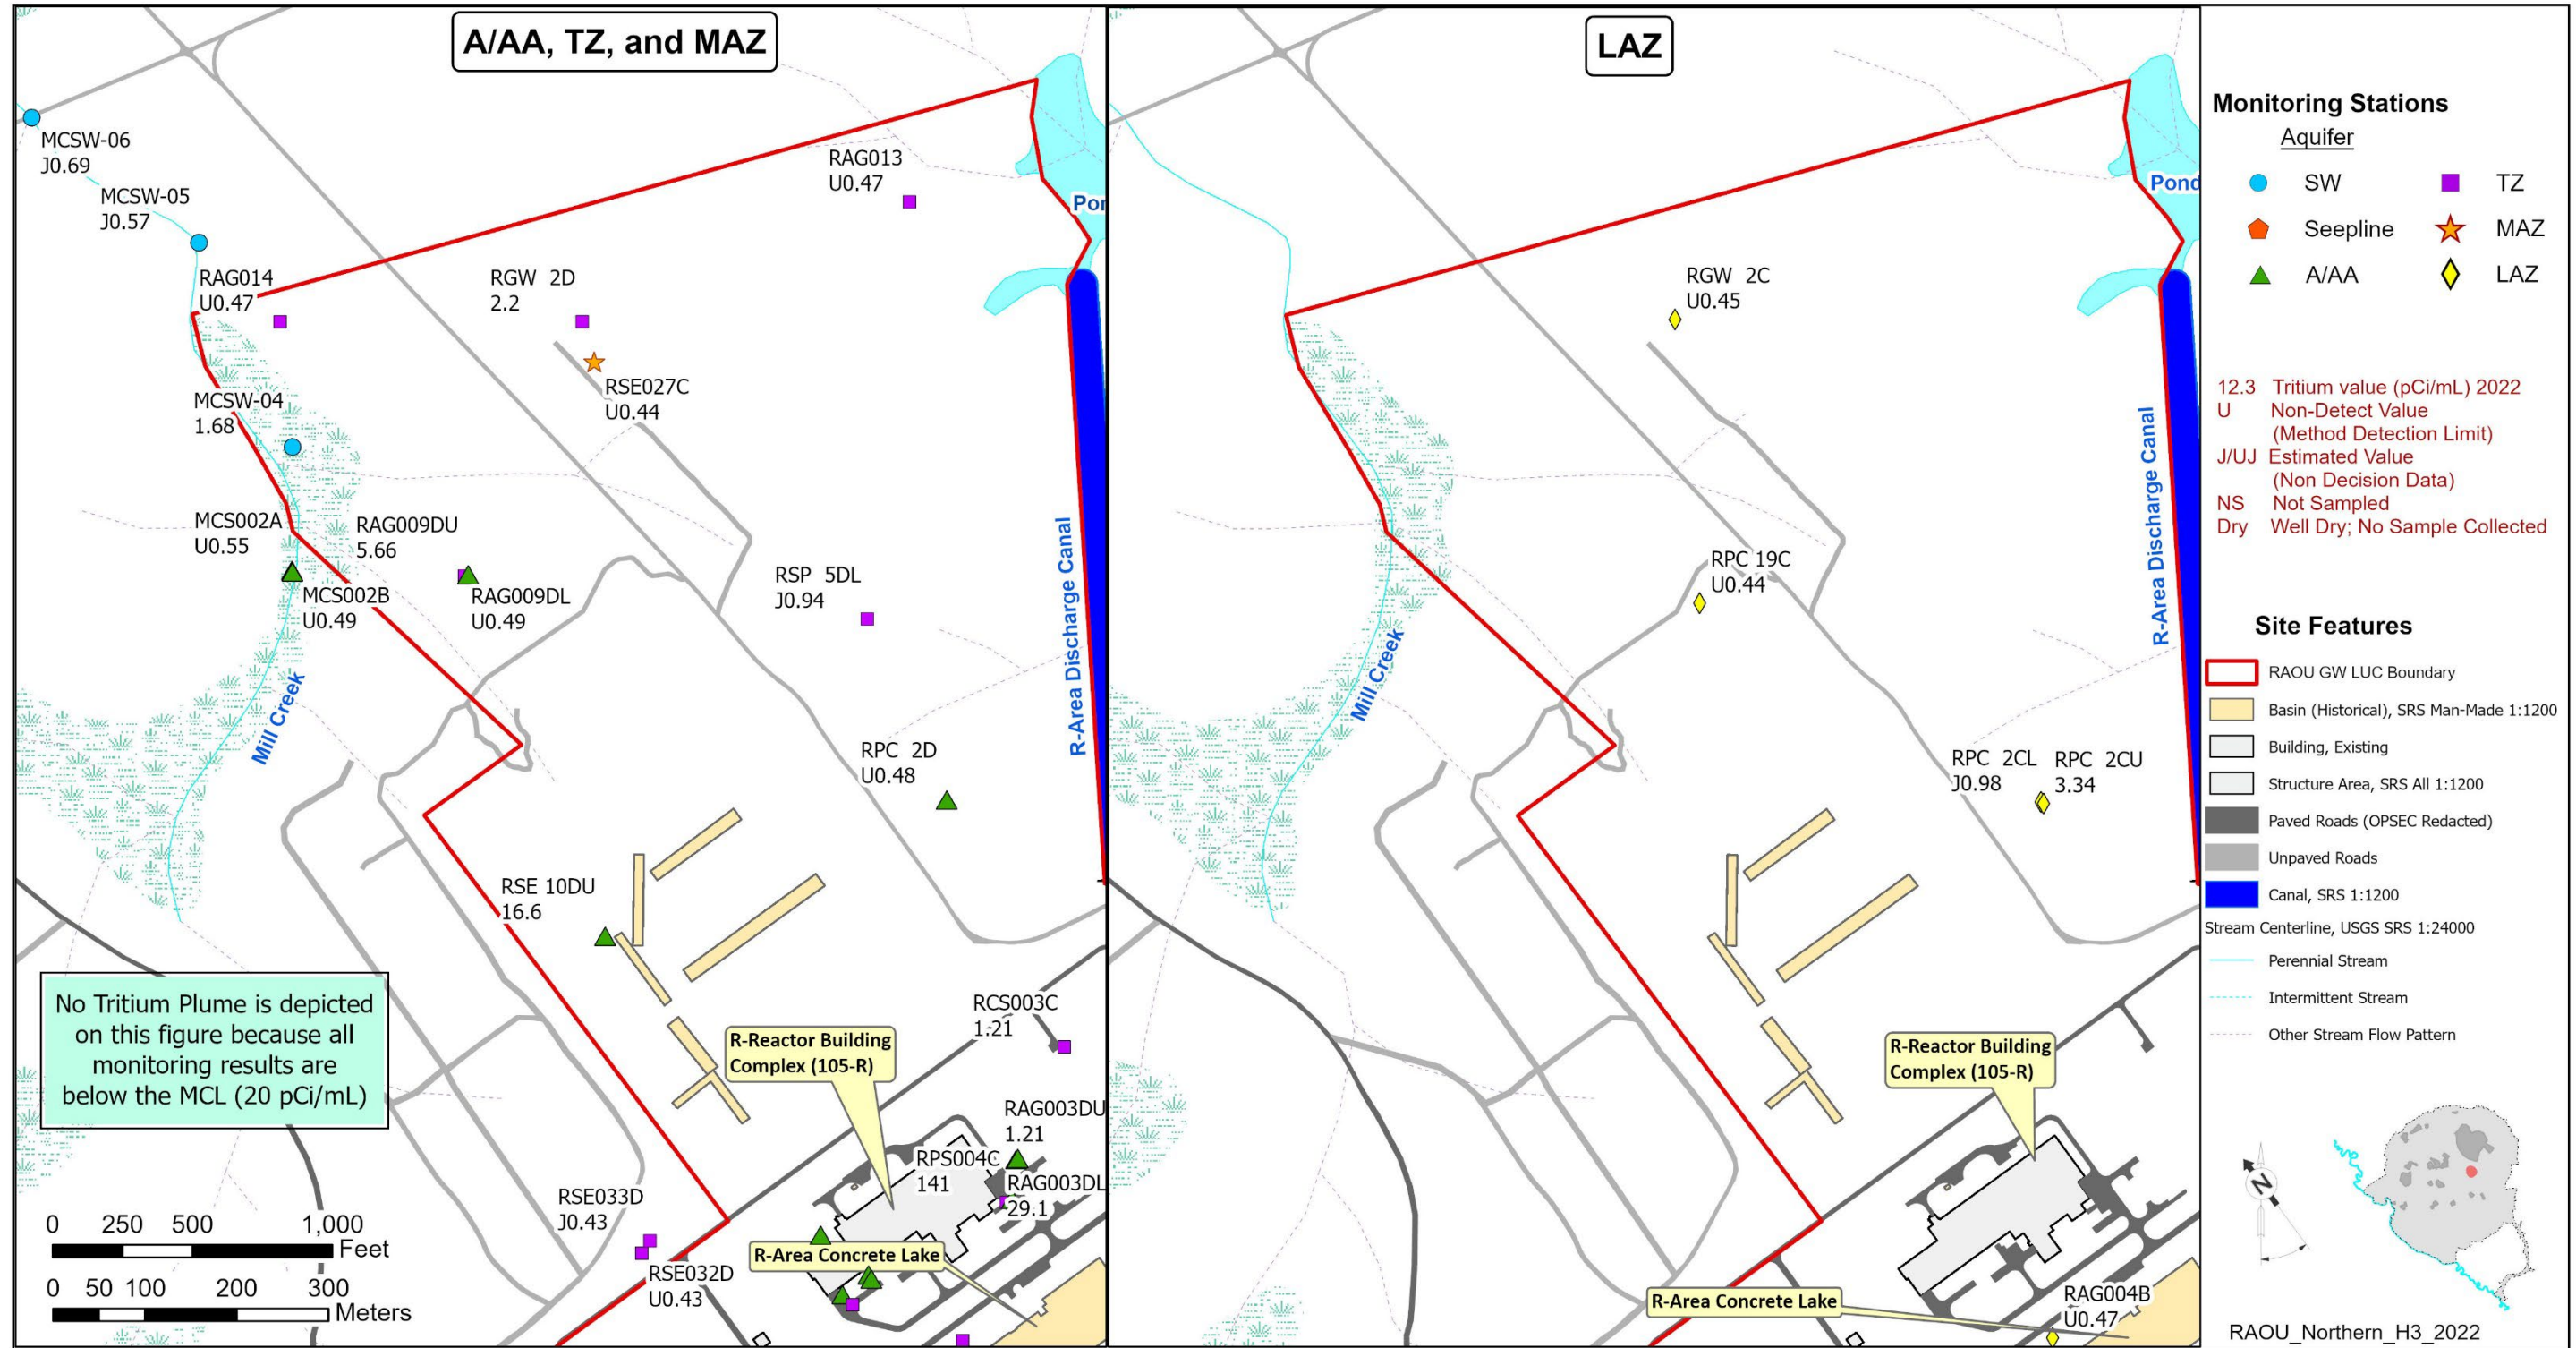 A/AA, TZ, and MAZ
MCSW-06
J0.69
MCSW-05
J0.57
RAG014
U0.47
RGW 2D
2.2
RAG013
U0.47
Por
RSE027C
U0.44
MCSW-04
1.68
MCS002A
U0.55
RAG009DU
5.66
MCS002B
U0.49
RAG009DL
U0.49
RSP 5DL
J0.94
R-Area Discharge Canal
Mill Creek
RPC 2D
U0.48
RSE 10DU
16.6
No Tritium Plume is depicted
on this figure because all
monitoring results are
below the MCL (20 pCi/mL)
RCS003C
1.21
R-Reactor Building
Complex (105-R)
RAG003DU
1.21
RPS004C
141
RAG003DL
29.1
RSE033D
J0.43
R-Area Concrete Lake
RSE032D
U0.43
0 250 500 1,000
Feet
0 50 100 200 300
Meters
LAZ
Pond
RGW 2C
U0.45
RPC 19C
U0.44
R-Area Discharge Canal
Mill Creek
RPC 2CL
J0.98
RPC 2CU
3.34
R-Reactor Building
Complex (105-R)
R-Area Concrete Lake
RAG004B
U0.47
Monitoring Stations
Aquifer
SW
TZ
Seepline
MAZ
A/AA
LAZ
12.3 Tritium value (pCi/mL) 2022
U Non-Detect Value
(Method Detection Limit)
J/UJ Estimated Value
(Non Decision Data)
NS Not Sampled
Dry Well Dry; No Sample Collected
Site Features
RAOU GW LUC Boundary
Basin (Historical), SRS Man-Made 1:1200
Building, Existing
Structure Area, SRS All 1:1200
Paved Roads (OPSEC Redacted)
Unpaved Roads
Canal, SRS 1:1200
Stream Centerline, USGS SRS 1:24000
Perennial Stream
Intermittent Stream
Other Stream Flow Pattern
N
RAOU_Northern_H3_2022